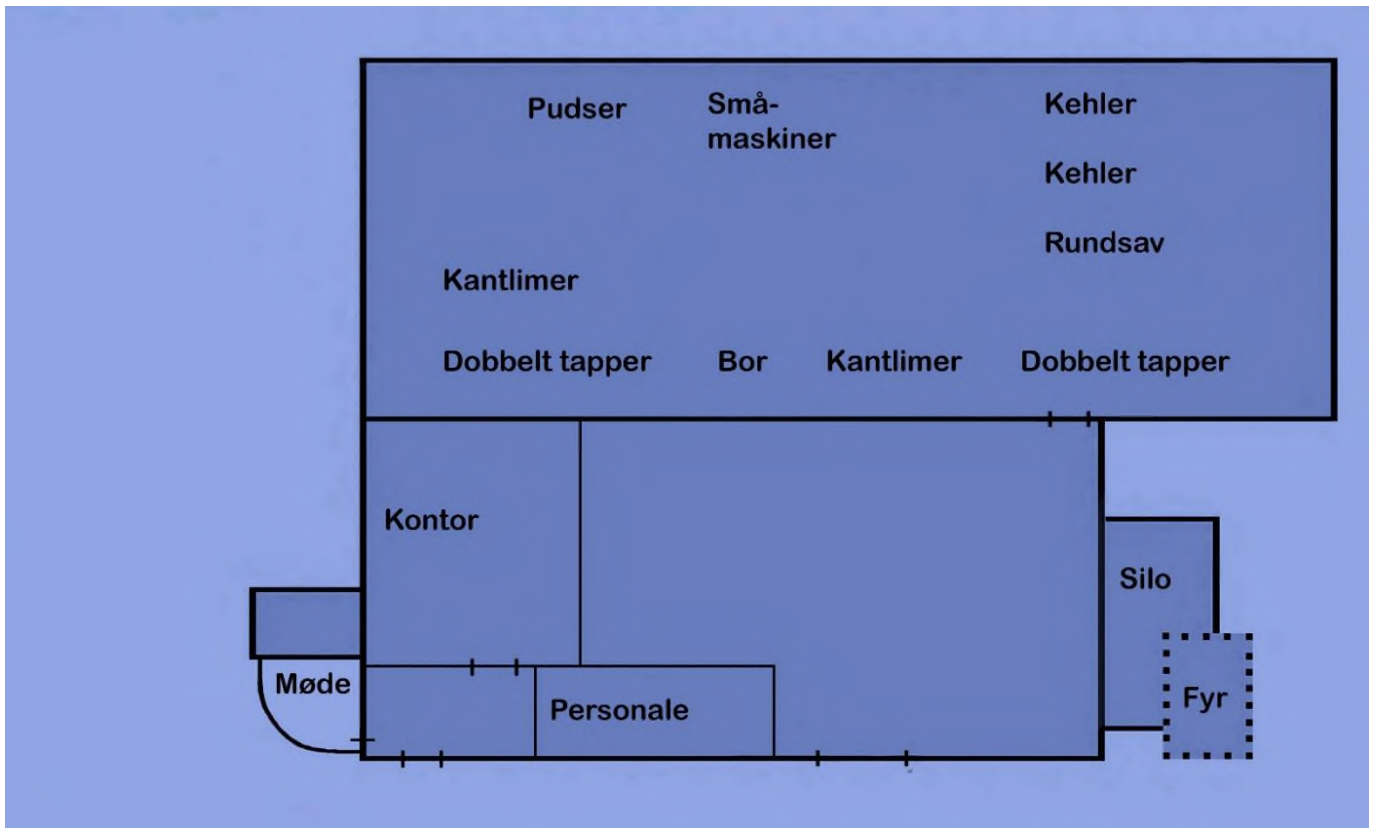 Pudser
Små-
maskiner
Kehler
Kehler
Rundsav
Kantlimer
Dobbelt tapper
Bor
Kantlimer
Dobbelt tapper
Kontor
Silo
Møde
Personale
Fyr